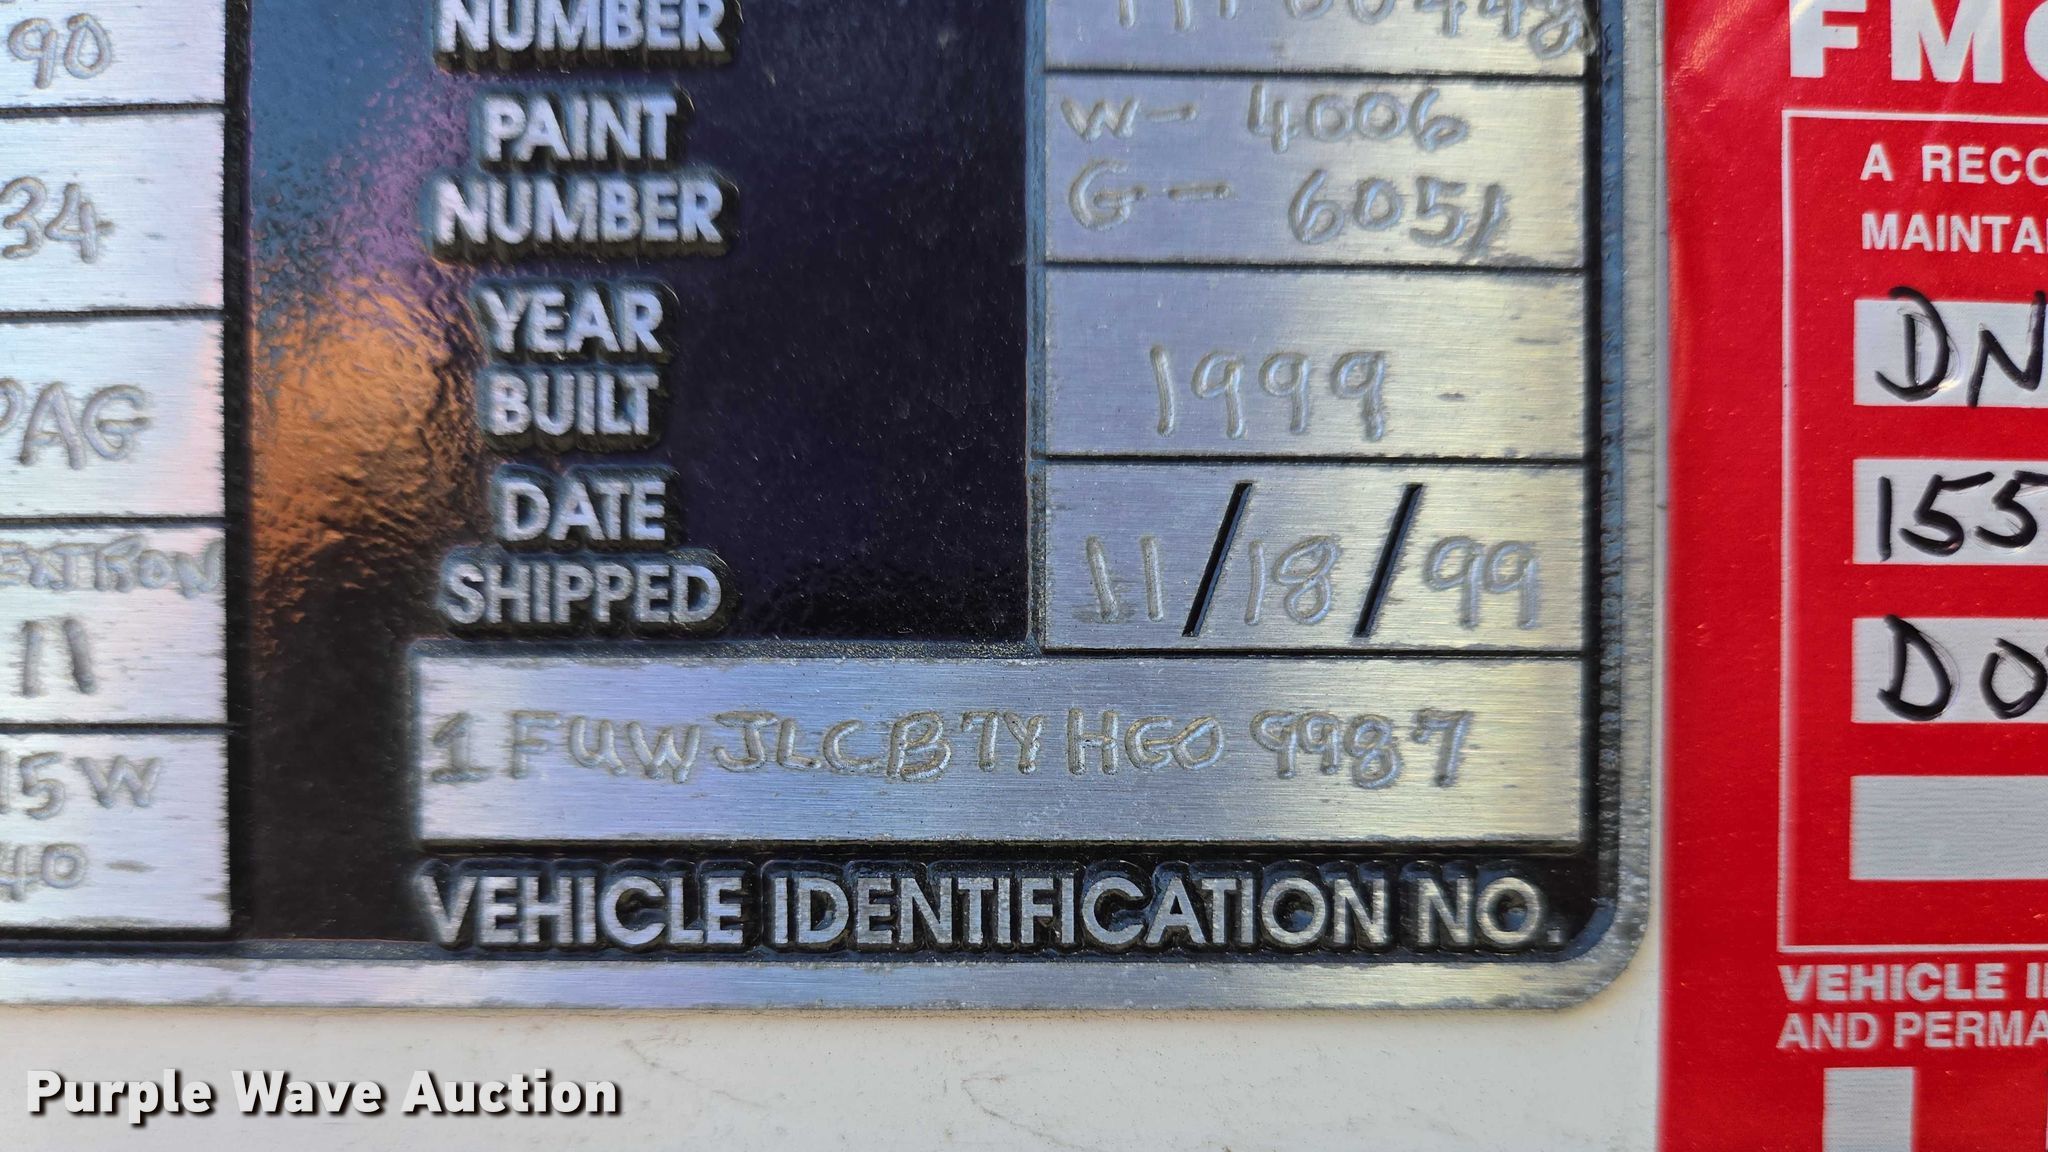 90
34
PAG
11
15W
40
NUMBER
PAINT
NUMBER
W- 4006
G- 6051
YEAR
BUILT
1999
DATE
SHIPPED
11/18/99
1FUWJLCB7YHG09987
VEHICLE IDENTIFICATION NO.
FMC
A RECO
MAINTA
DN
155
DO
VEHICLE I
AND PERMA
Purple Wave Auction